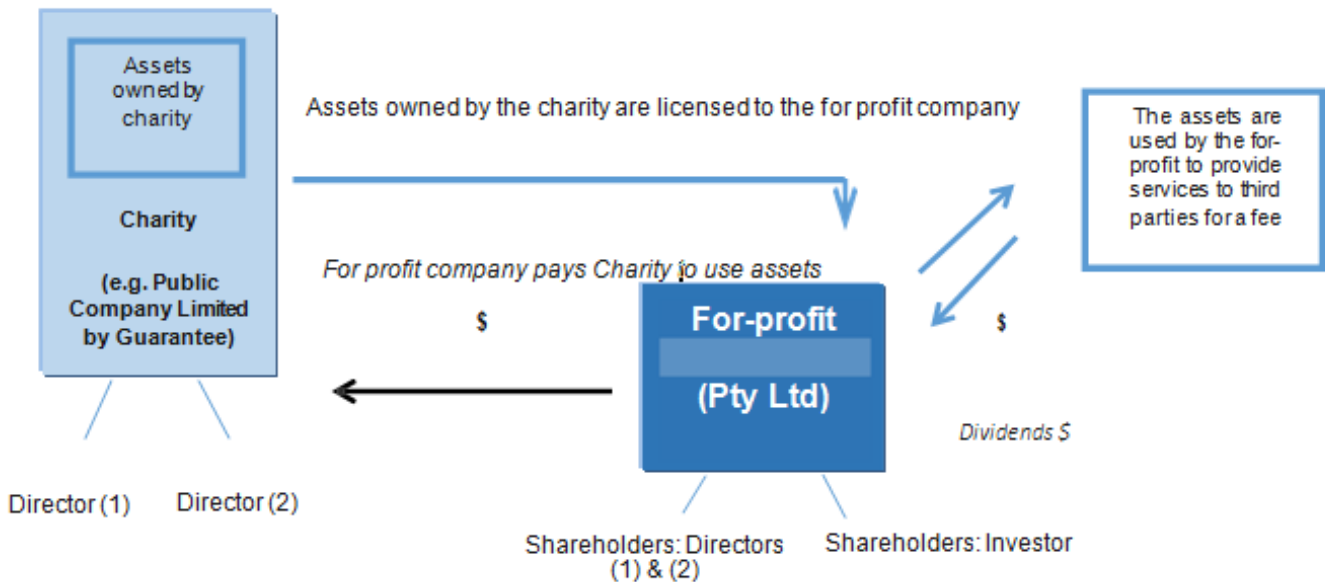 Assets
owned by
charity
Charity
(e.g. Public
Company Limited
by Guarantee)
Director (1)
Director (2)
Assets owned by the charity are licensed to the for profit company
For profit company pays Charity to use assets
$
For-profit
(Pty Ltd)
Shareholders: Directors
(1) & (2)
Shareholders: Investor
The assets are
used by the for-
profit to provide
services to third
parties for a fee
$
Dividends $